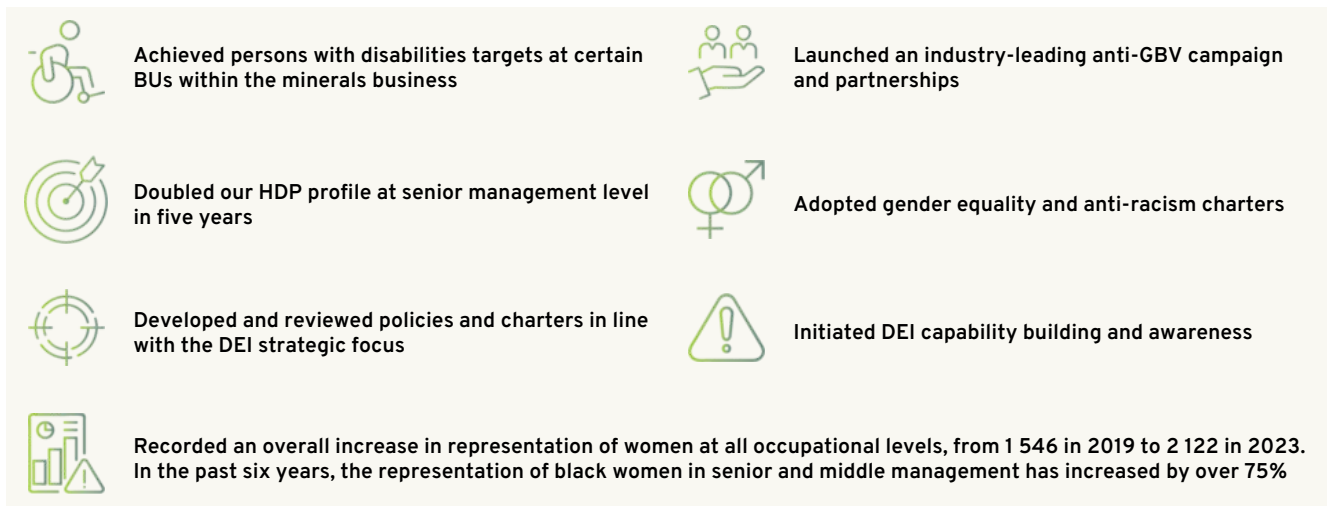 Achieved persons with disabilities targets at certain
BUs within the minerals business
Launched an industry-leading anti-GBV campaign
and partnerships
Doubled our HDP profile at senior management level
in five years
Adopted gender equality and anti-racism charters
Developed and reviewed policies and charters in line
with the DEI strategic focus
Initiated DEI capability building and awareness
Recorded an overall increase in representation of women at all occupational levels, from 1 546 in 2019 to 2 122 in 2023.
In the past six years, the representation of black women in senior and middle management has increased by over 75%